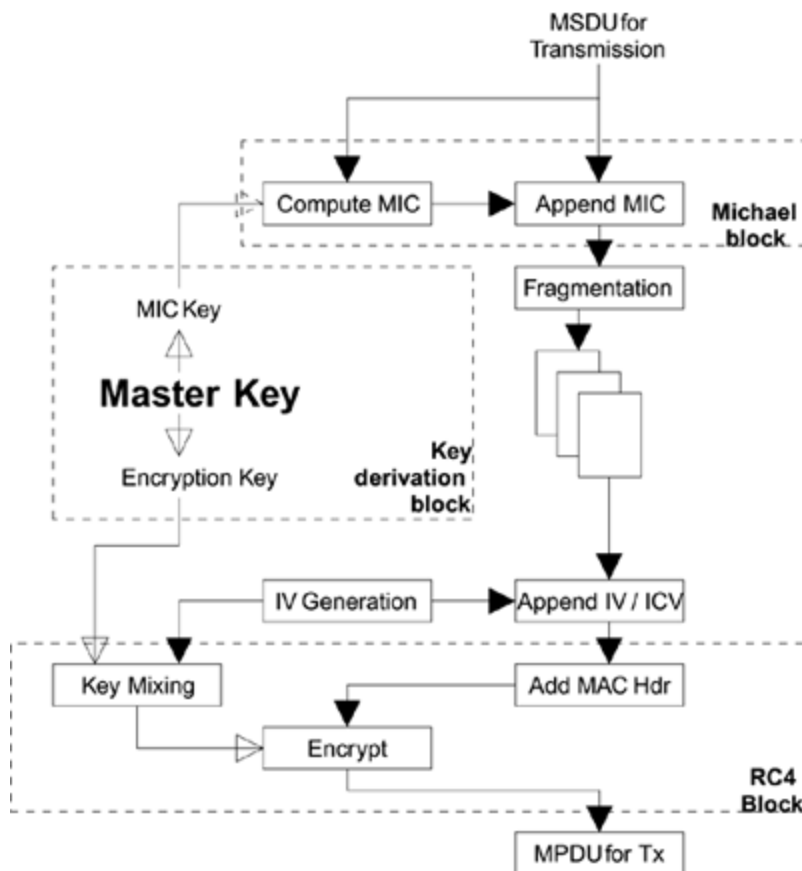 MSDU for
Transmission
Compute MIC
Append MIC
Michael
block
Fragmentation
MIC Key
Master Key
Encryption Key
Key
derivation
block
IV Generation
Append IV / ICV
Key Mixing
Add MAC Hdr
Encrypt
RC4
Block
MPDU for Tx